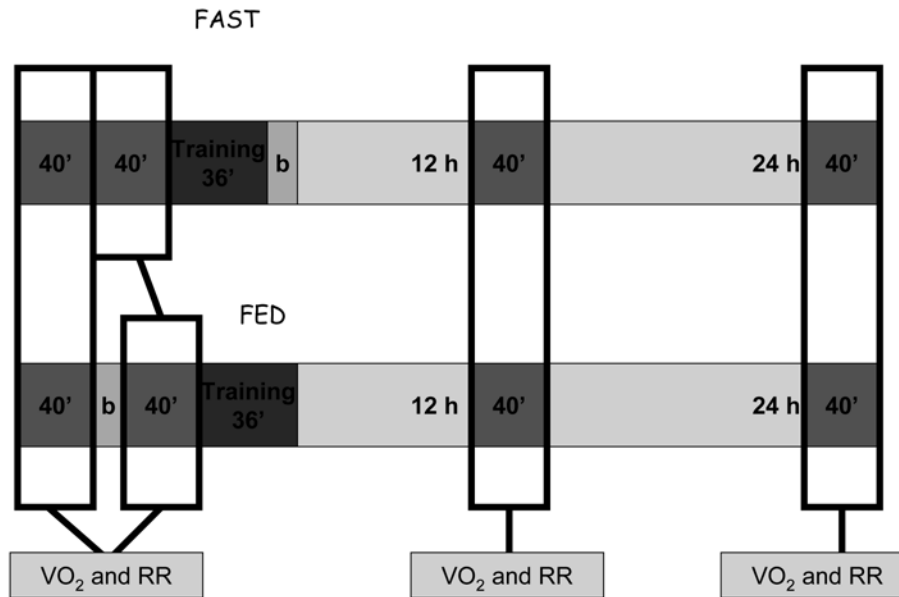 FAST
40’ 40’ Training 36’ b 12 h 40’ 24 h 40’
FED
40’ b 40’ Training 36’ 12 h 40’ 24 h 40’
VO2 and RR VO2 and RR VO2 and RR